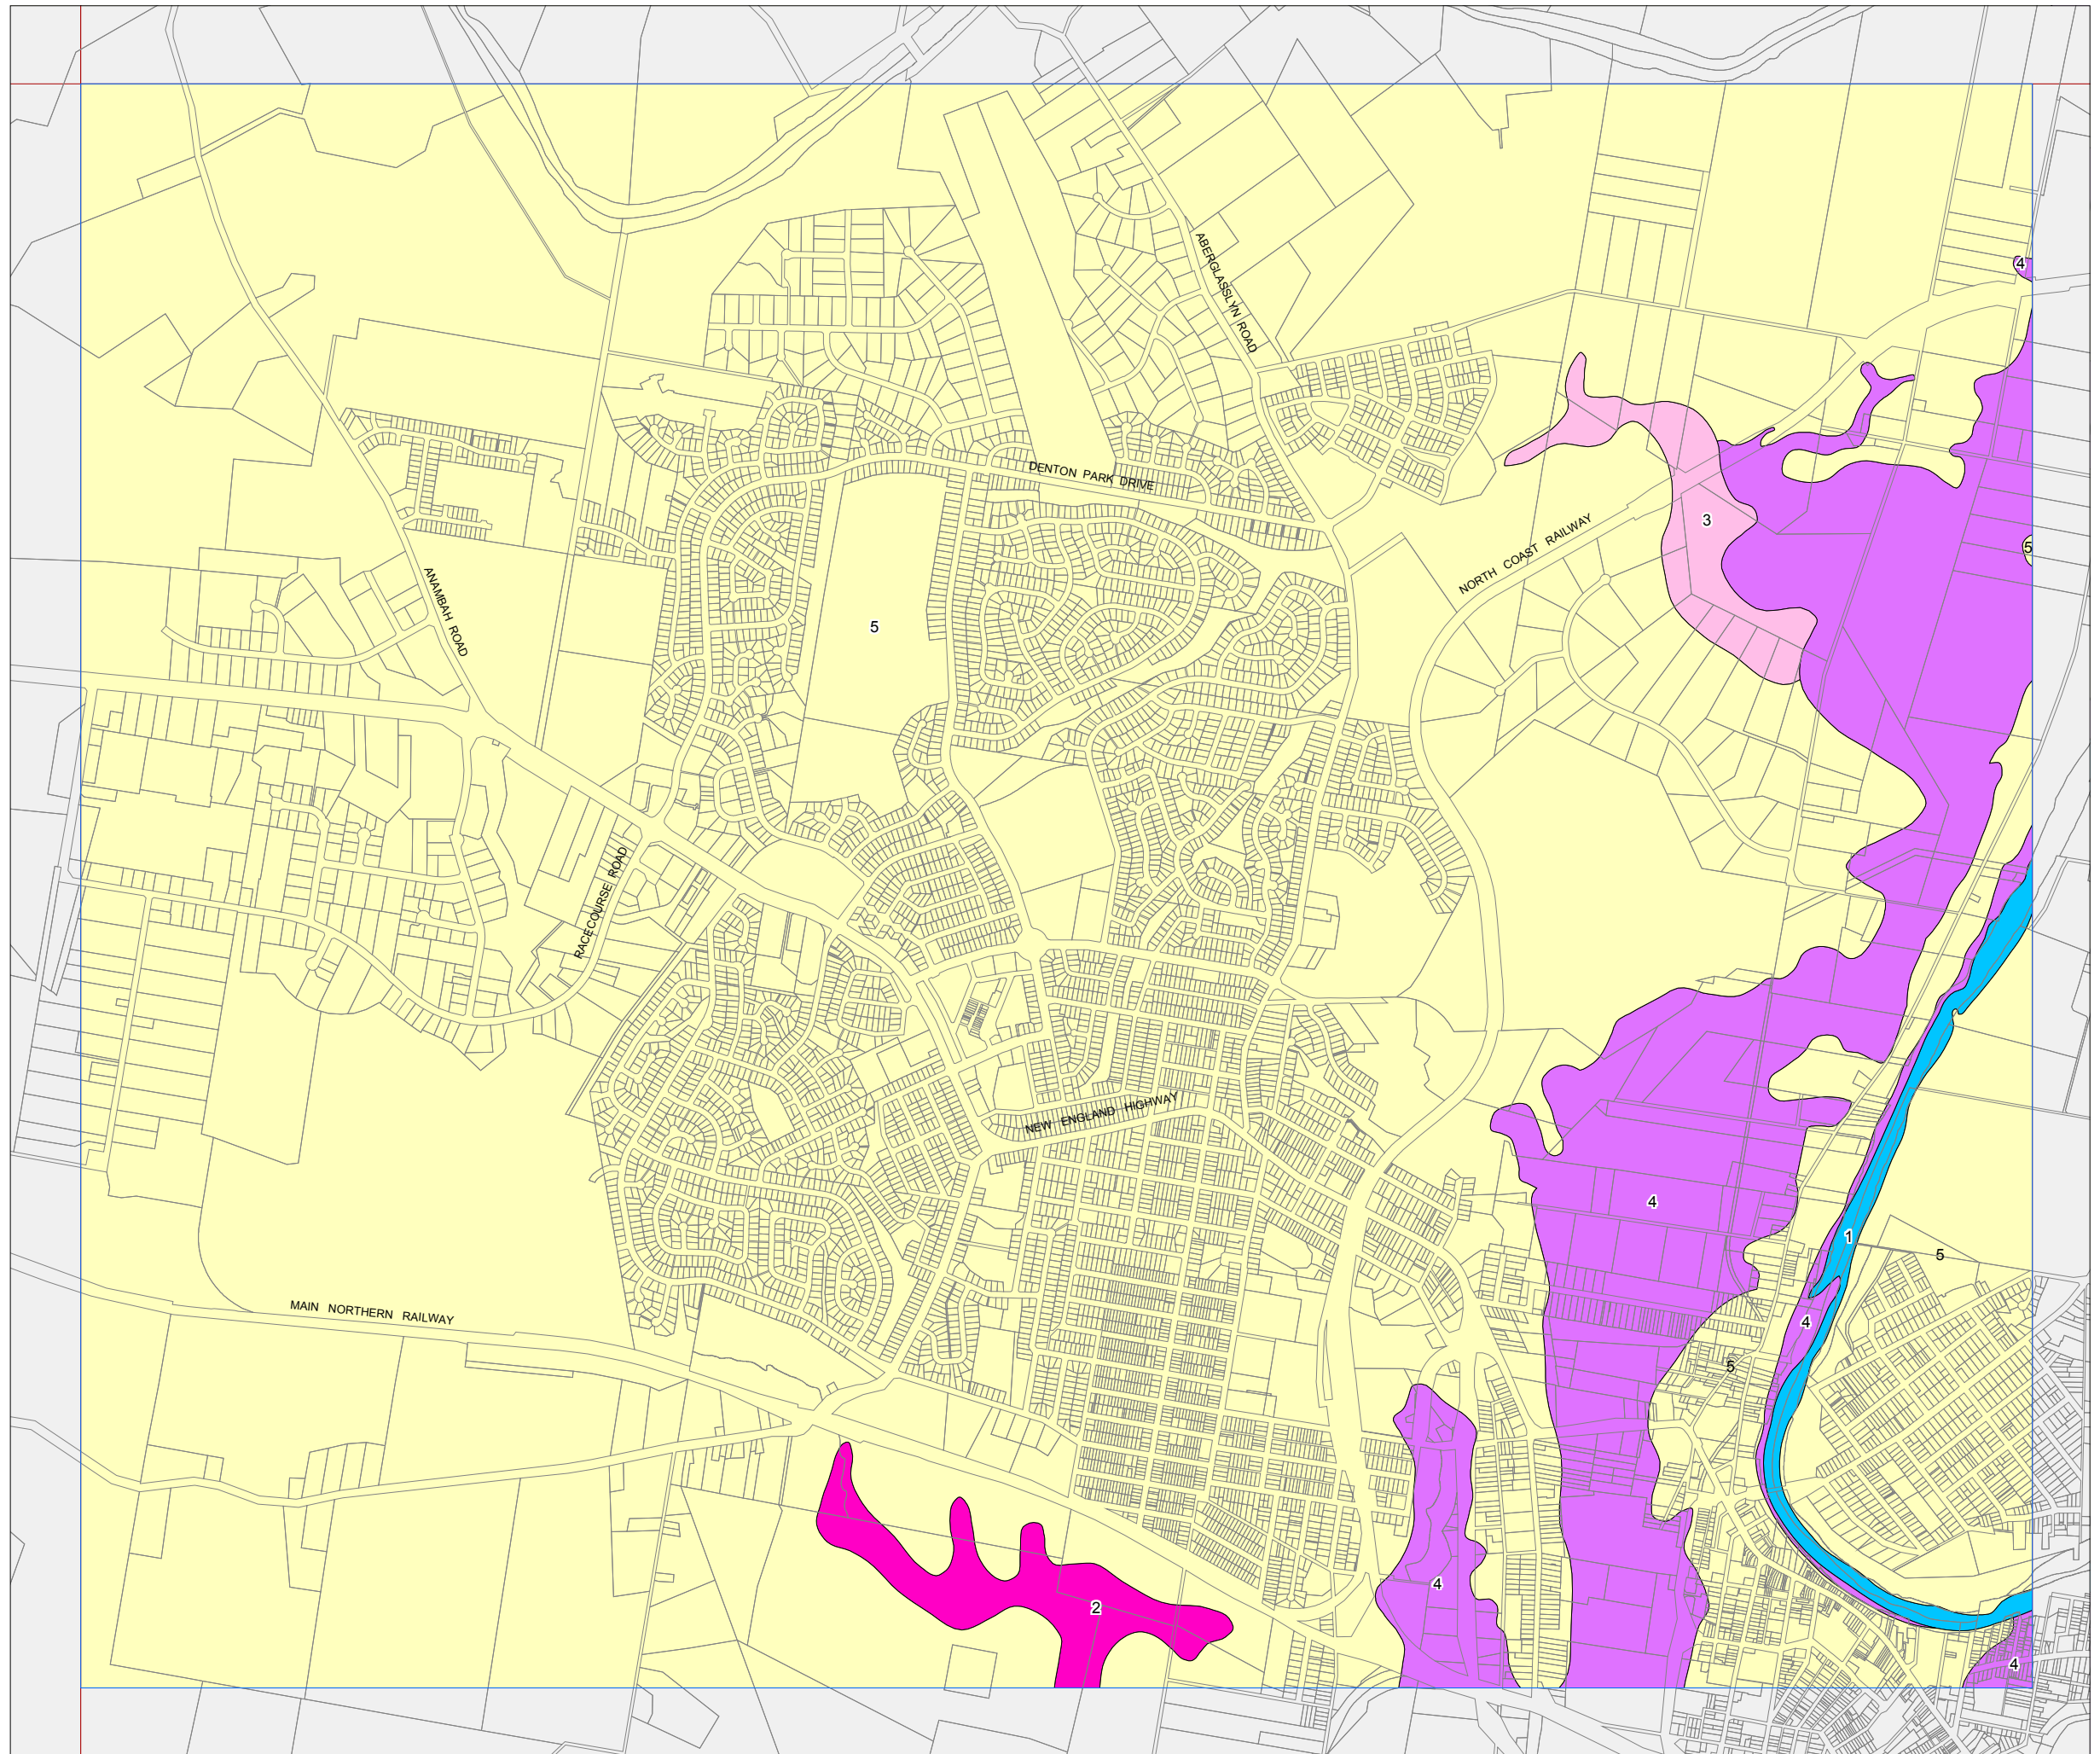 4
ABERGLASSLYN ROAD
DENTON PARK DRIVE
3
NORTH COAST RAILWAY
5
ANAMBAH ROAD
5
RACECOURSE ROAD
NEW ENGLAND HIGHWAY
4
1
5
MAIN NORTHERN RAILWAY
4
5
4
2
4